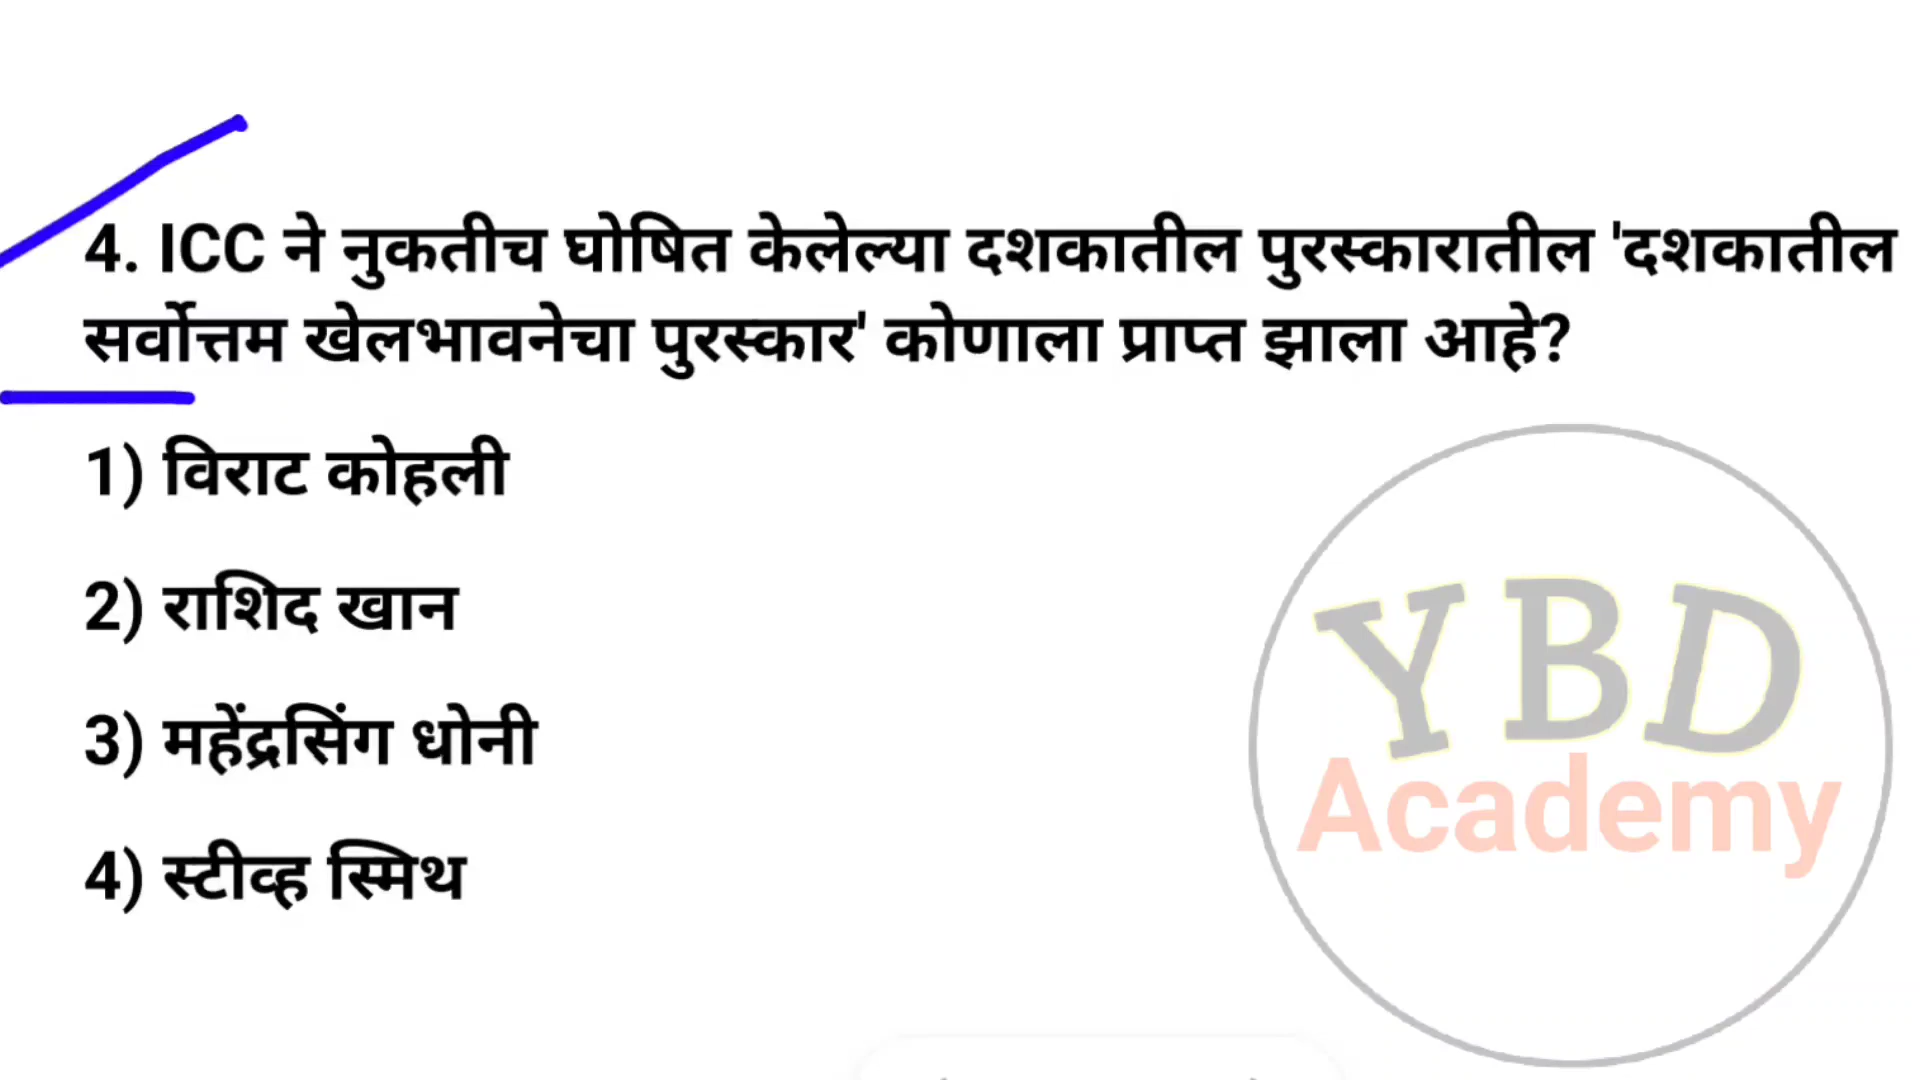 4. ICC ने नुकतीच घोषित केलेल्या दशकातील पुरस्कारातील 'दशकातील
सर्वोत्तम खेलभावनेचा पुरस्कार' कोणाला प्राप्त झाला आहे?
1) विराट कोहली
2) राशिद खान
3) महेंद्रसिंग धोनी
4) स्टीव्ह स्मिथ
YBD
Academy